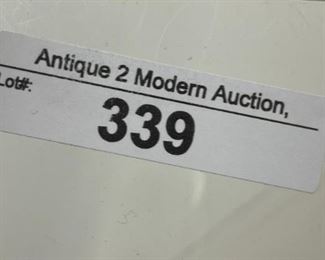 Antique 2 Modern Auction,
Lot#:
339